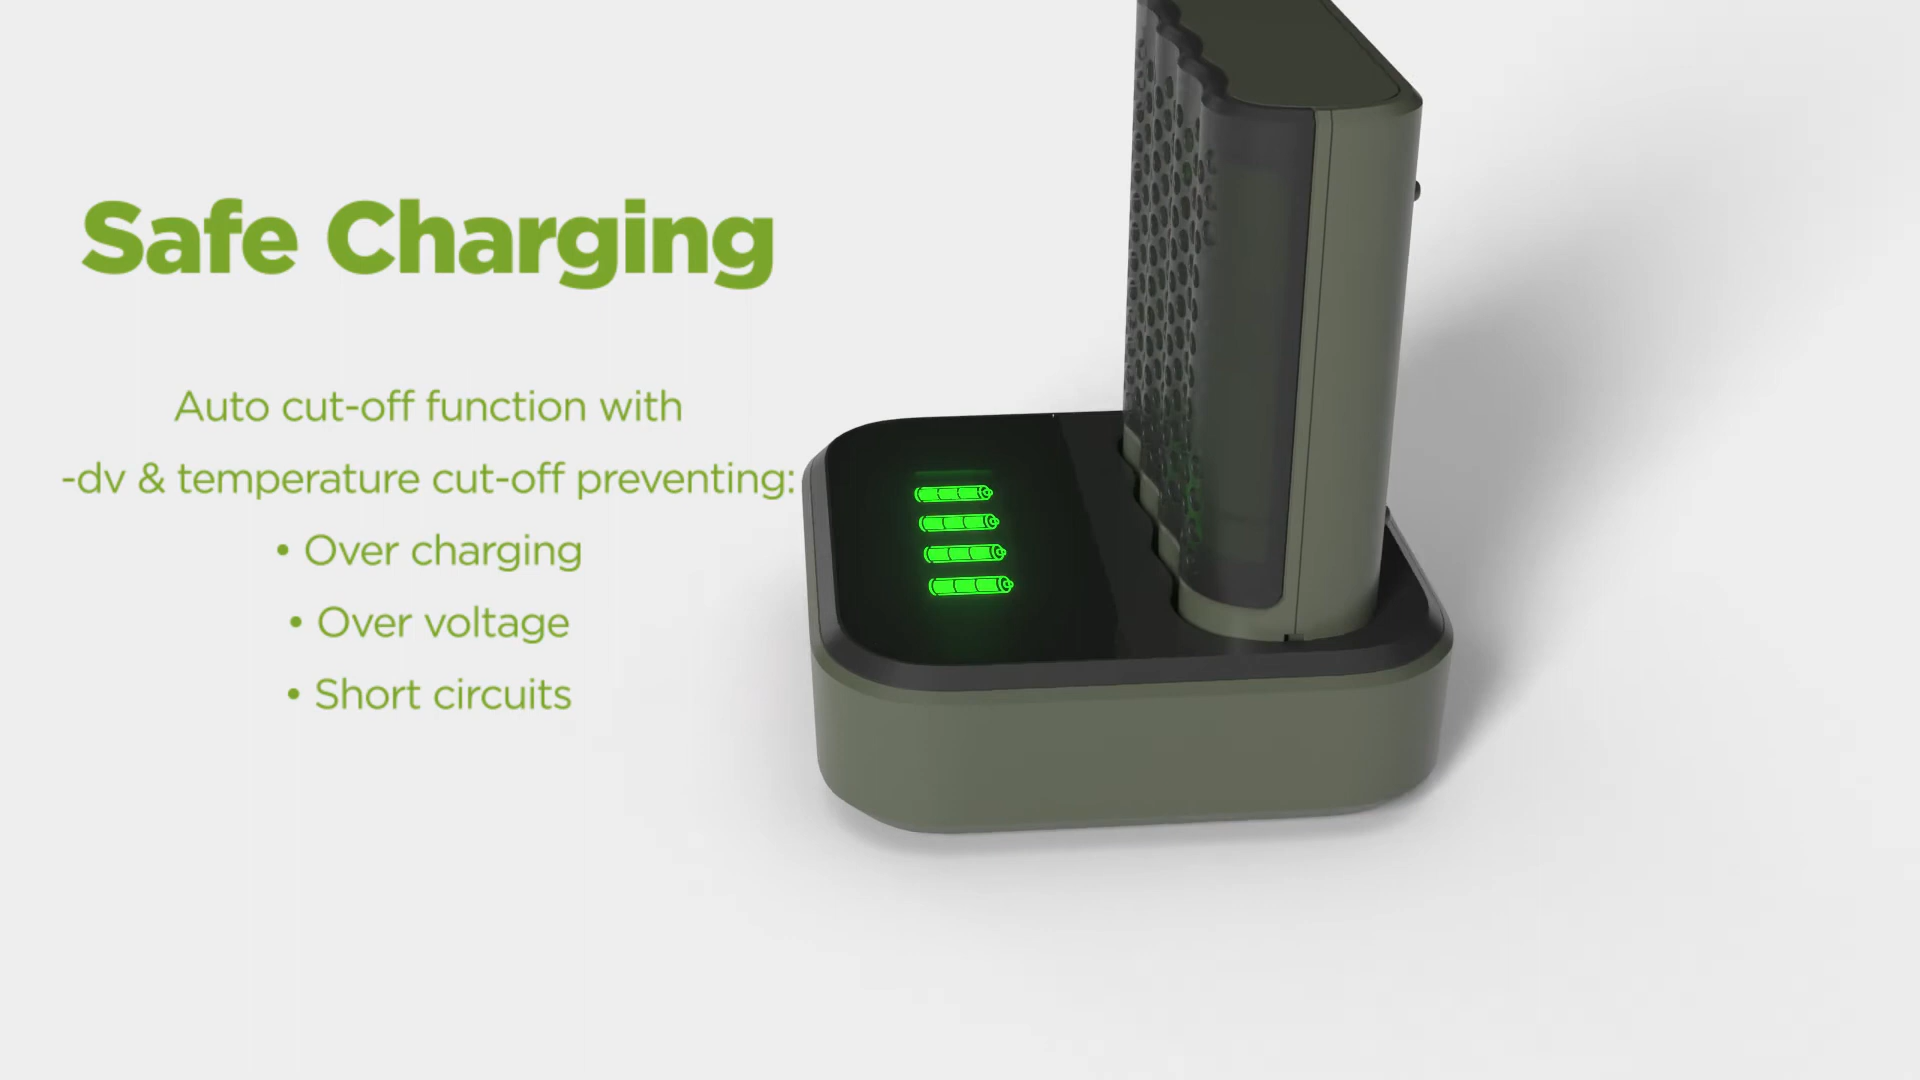 Safe Charging
Auto cut-off function with
-dv & temperature cut-off preventing:
• Over charging
• Over voltage
• Short circuits